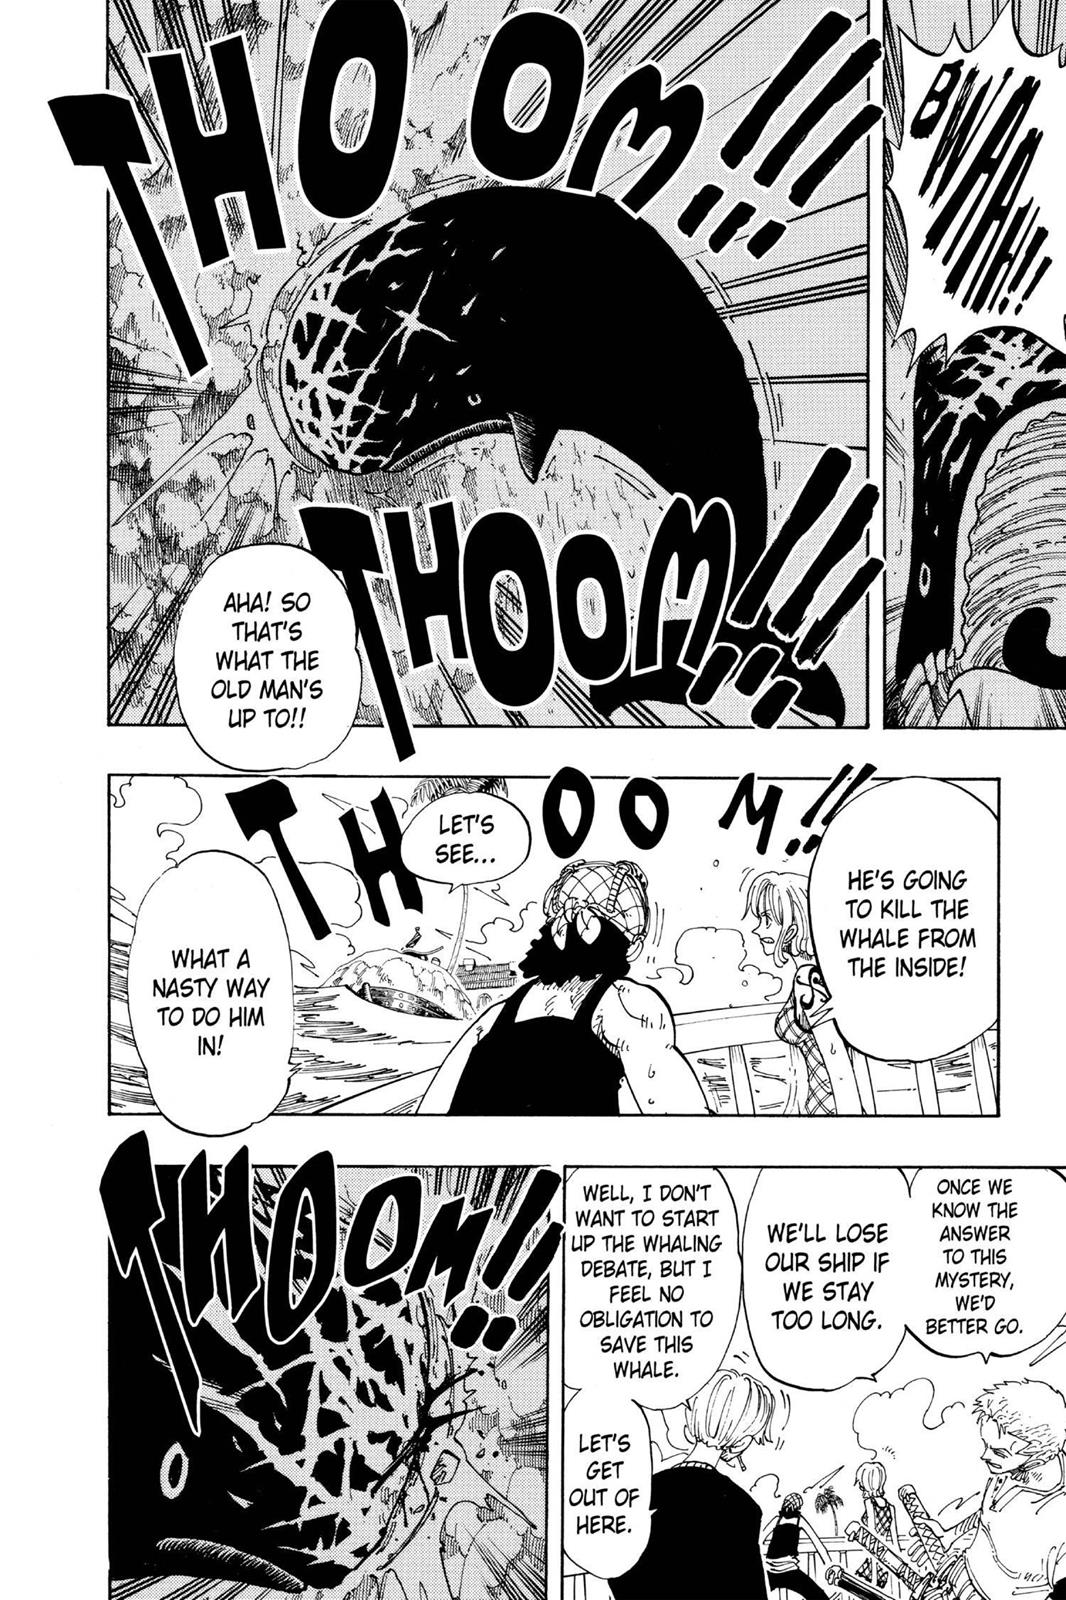 BWAAHH!!!
THOOM!!!
THOOM!!!
AHA! SO
THAT'S
WHAT THE
OLD MAN'S
UP TO!!
THOOM!!
HE'S GOING
TO KILL THE
WHALE FROM
THE INSIDE!
LET'S
SEE...
WHAT A
NASTY WAY
TO DO HIM
IN!
ONCE WE
KNOW THE
ANSWER
TO THIS
MYSTERY,
WE'D
BETTER GO.
WE'LL LOSE
OUR SHIP IF
WE STAY
TOO LONG.
WELL, I DON'T
WANT TO START
UP THE WHALING
DEBATE, BUT I
FEEL NO
OBLIGATION TO
SAVE THIS
WHALE.
LET'S
GET
OUT OF
HERE.
THOOM!!